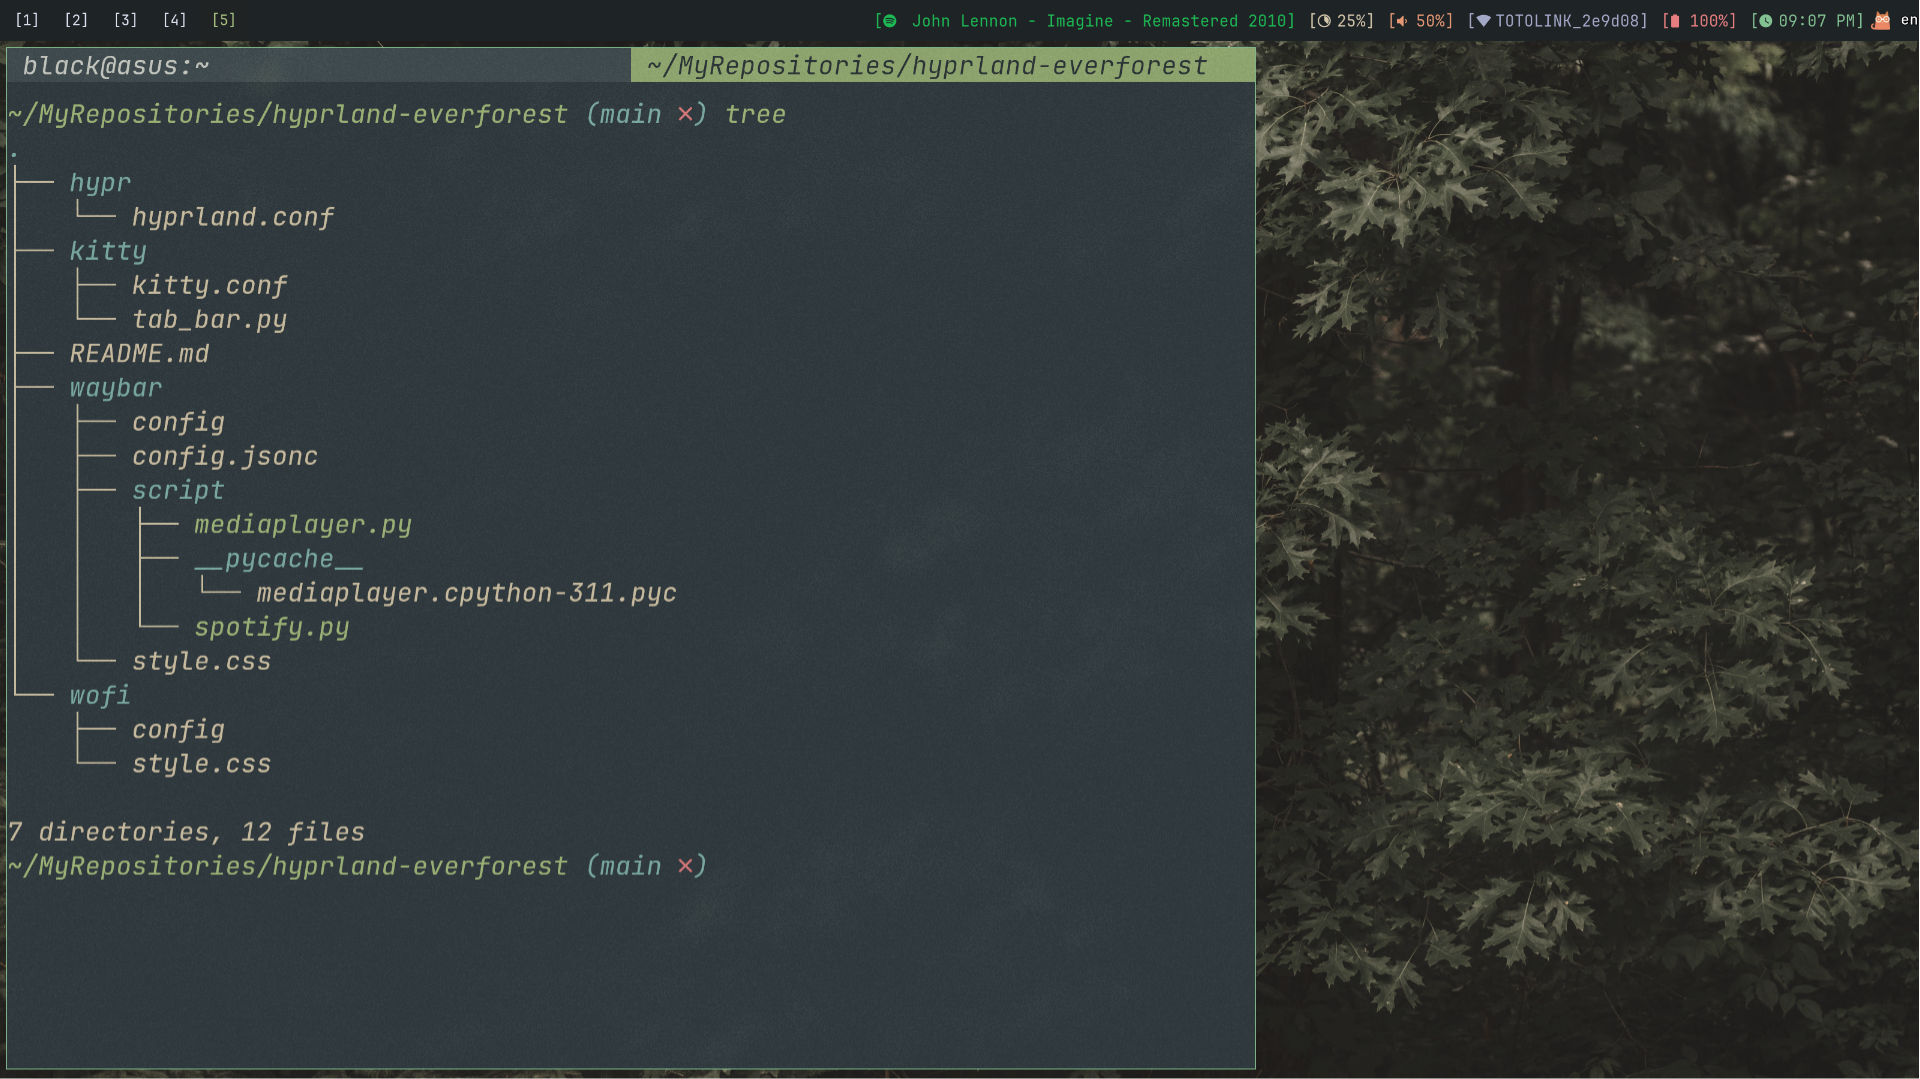 [1] [2] [3] [4] [5] [ John Lennon - Imagine - Remastered 2010] [ 25%] [ 50%] [ TOTOLINK_2e9d08] [ 100%] [ 09:07 PM] en
black@asus:~ ~/MyRepositories/hyprland-everforest
~/MyRepositories/hyprland-everforest (main ✕) tree
.
├── hypr
│   └── hyprland.conf
├── kitty
│   ├── kitty.conf
│   └── tab_bar.py
├── README.md
├── waybar
│   ├── config
│   ├── config.jsonc
│   ├── script
│   │   ├── mediaplayer.py
│   │   ├── __pycache__
│   │   │   └── mediaplayer.cpython-311.pyc
│   │   └── spotify.py
│   └── style.css
└── wofi
    ├── config
    └── style.css
7 directories, 12 files
~/MyRepositories/hyprland-everforest (main ✕)